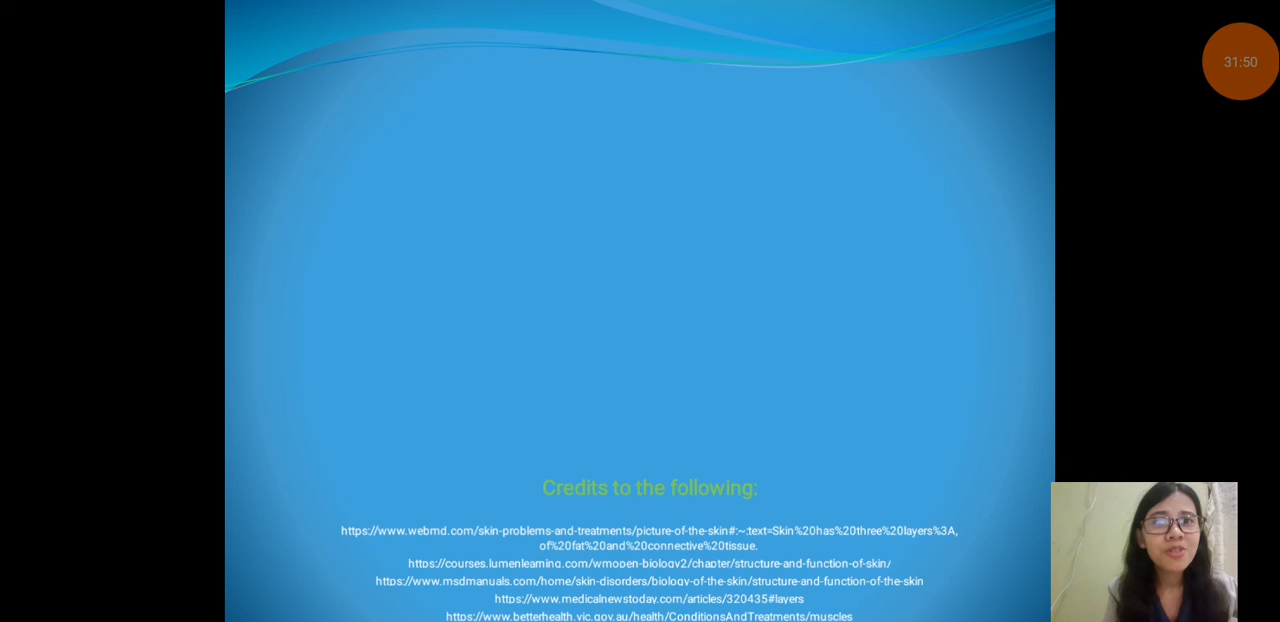 31:50
Credits to the following:
https://www.webmd.com/skin-problems-and-treatments/picture-of-the-skin#:~:text=Skin%20has%20three%20layers%3A,
of%20fat%20and%20connective%20tissue.
https://courses.lumenlearning.com/wmopen-biology2/chapter/structure-and-function-of-skin/
https://www.msdmanuals.com/home/skin-disorders/biology-of-the-skin/structure-and-function-of-the-skin
https://www.medicalnewstoday.com/articles/320435#layers
https://www.betterhealth.vic.gov.au/health/ConditionsAndTreatments/muscles